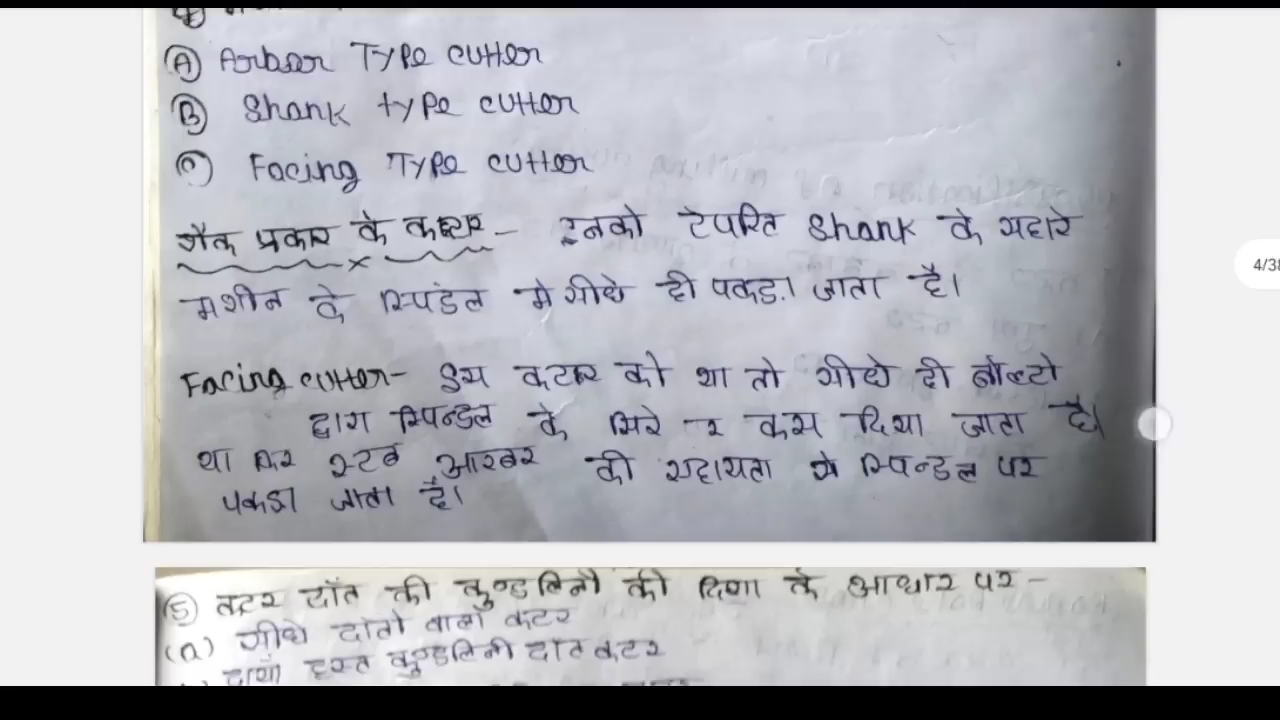 (A) Arboer Type cutter
(B) Shank type cutter
(C) Facing Type cutter
शैंक प्रकार के कटर - इनको टेपरित Shank के सहारे
मशीन के स्पिंडल मे सीधे ही पकड़ा जाता है।
4/38
Facing cutter - इस कटर को या तो सीधे ही बोल्टो
द्वारा स्पिन्डल के सिरे पर कस दिया जाता है।
या फिर स्टब आरबर की सहायता से स्पिन्डल पर
पकडा जाता है।
(5) कटर दाँत की कुण्डलिनी की दिशा के आधार पर -
(a) सीधे दातो वाला कटर
दायाँ हस्त कुण्डलिनी दात कटर